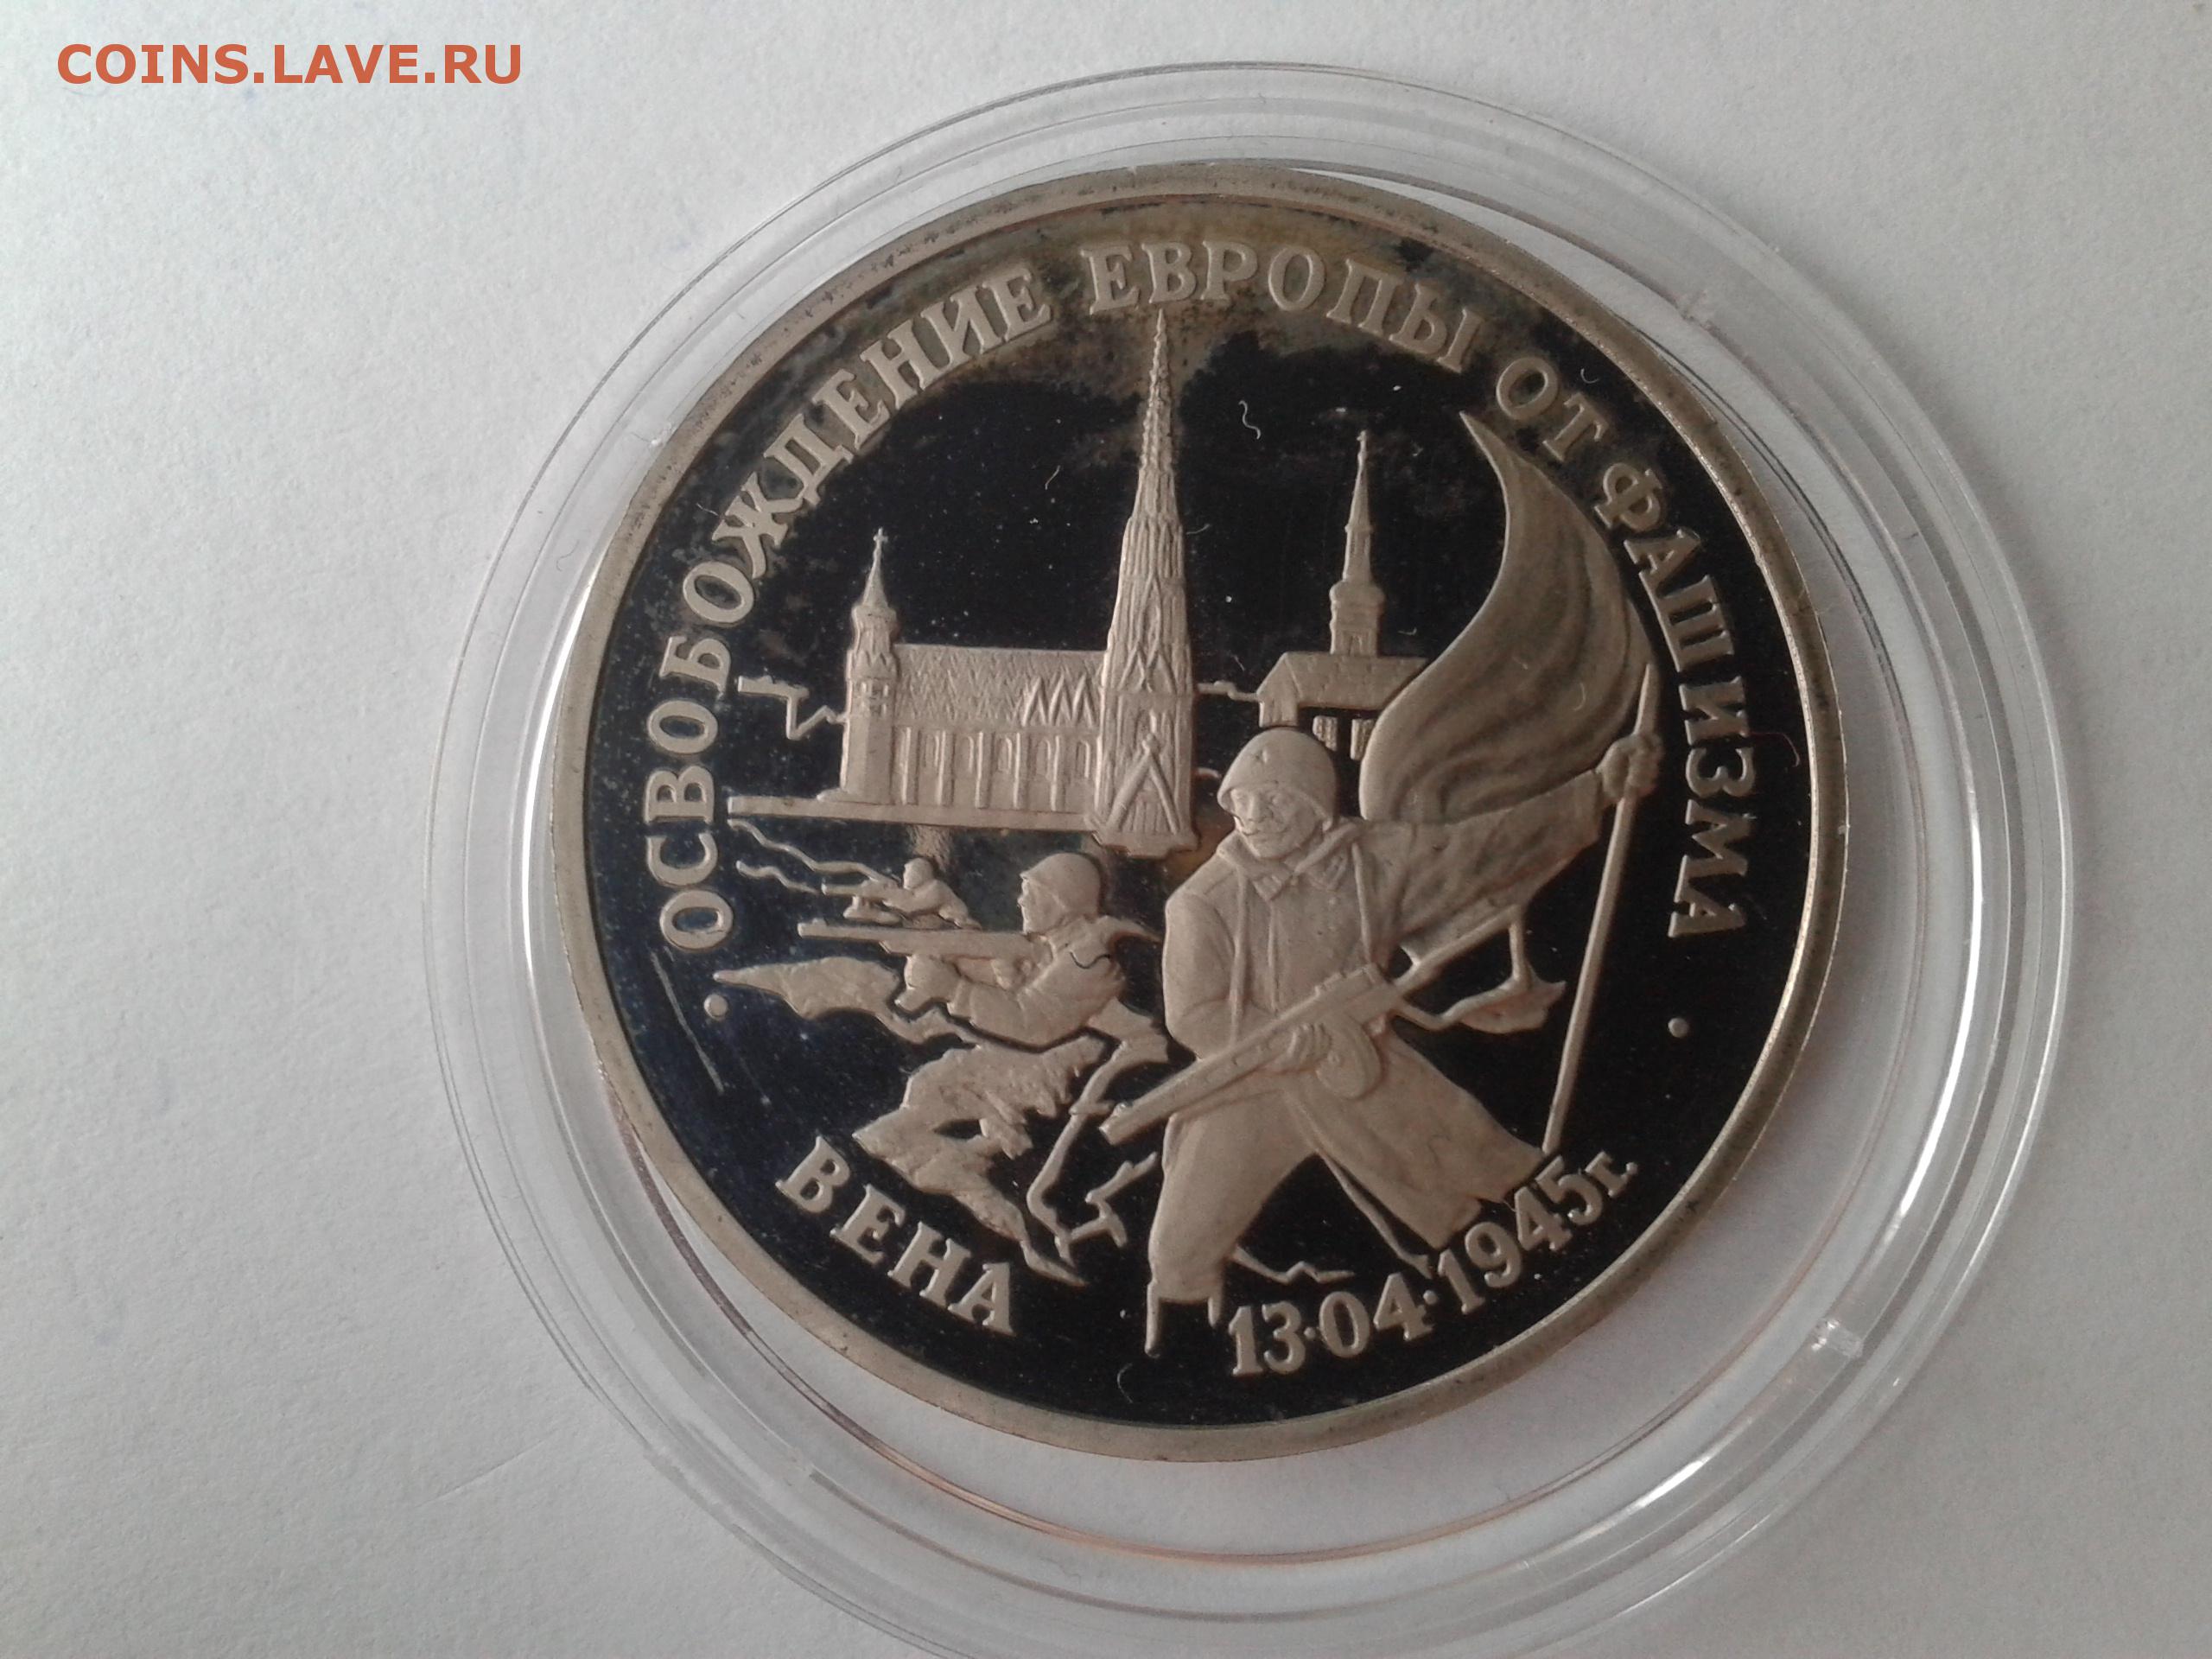 COINS.LAVE.RU
• ОСВОБОЖДЕНИЕ ЕВРОПЫ ОТ ФАШИЗМА •
ВЕНА
13•04•1945г.